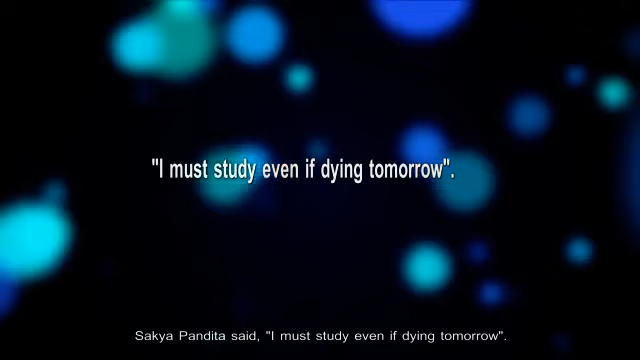 "I must study even if dying tomorrow".
Sakya Pandita said, "I must study even if dying tomorrow".